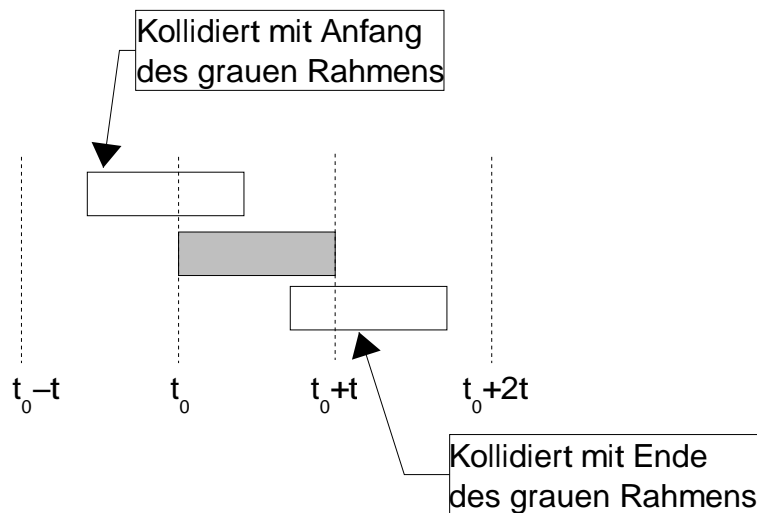 Kollidiert mit Anfang
des grauen Rahmens
t₀–t
t₀
t₀+t
t₀+2t
Kollidiert mit Ende
des grauen Rahmens